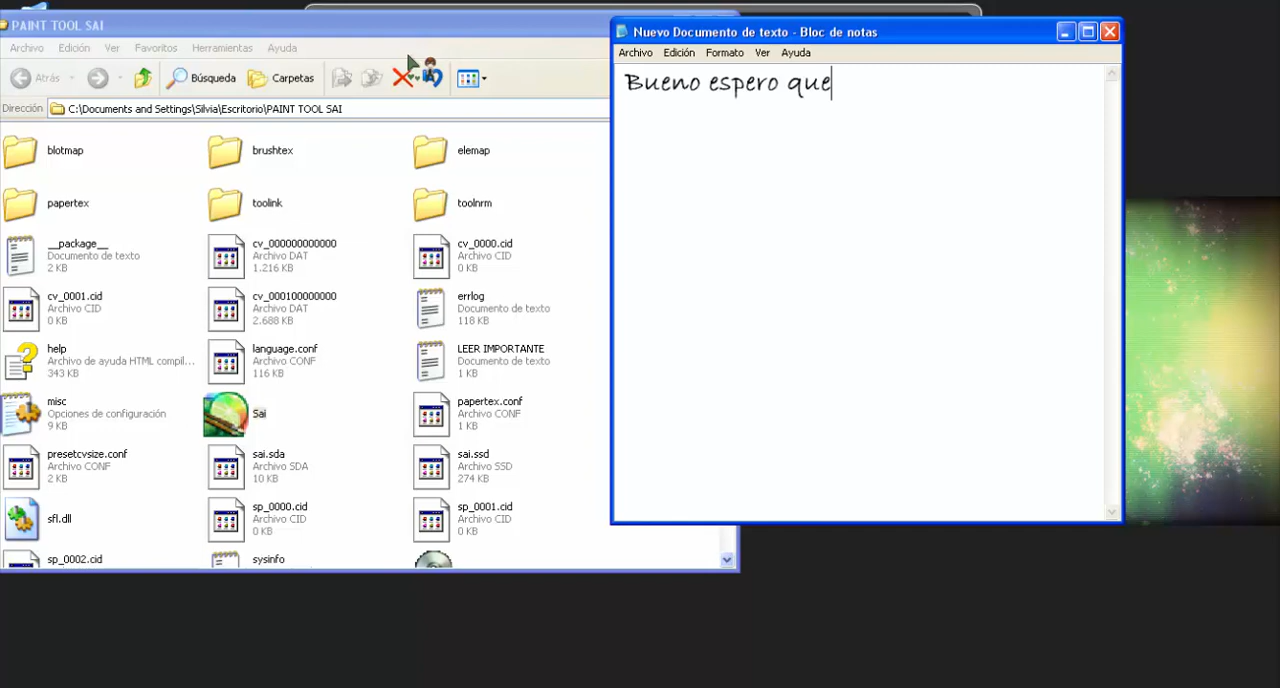 PAINT TOOL SAI
Archivo Edición Ver Favoritos Herramientas Ayuda
Atrás Búsqueda Carpetas
Dirección C:\Documents and Settings\Silvia\Escritorio\PAINT TOOL SAI
blotmap
brushtex
elemap
papertex
toolink
toolnrm
__package__
Documento de texto
2 KB
cv_000000000000
Archivo DAT
1.216 KB
cv_0000.cid
Archivo CID
0 KB
cv_0001.cid
Archivo CID
0 KB
cv_000100000000
Archivo DAT
2.688 KB
errlog
Documento de texto
118 KB
help
Archivo de ayuda HTML compil...
343 KB
language.conf
Archivo CONF
116 KB
LEER IMPORTANTE
Documento de texto
1 KB
misc
Opciones de configuración
9 KB
Sai
papertex.conf
Archivo CONF
1 KB
presetcvsize.conf
Archivo CONF
2 KB
sai.sda
Archivo SDA
10 KB
sai.ssd
Archivo SSD
274 KB
sfl.dll
sp_0000.cid
Archivo CID
0 KB
sp_0001.cid
Archivo CID
0 KB
sp_0002.cid
sysinfo
Nuevo Documento de texto - Bloc de notas
Archivo Edición Formato Ver Ayuda
Bueno espero que